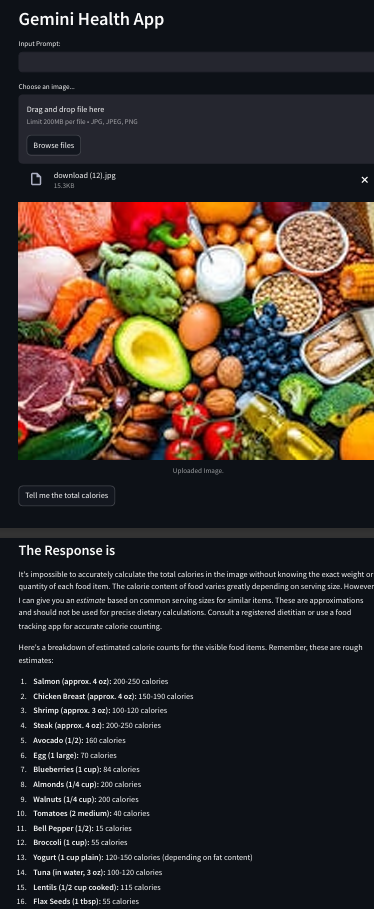 Gemini Health App
Input Prompt:
Choose an image...
Drag and drop file here
Limit 200MB per file • JPG, JPEG, PNG
Browse files
download (12).jpg
15.3KB
Uploaded Image.
Tell me the total calories
The Response is
It's impossible to accurately calculate the total calories in the image without knowing the exact weight or
quantity of each food item. The calorie content of food varies greatly depending on serving size. However
I can give you an estimate based on common serving sizes for similar items. These are approximations
and should not be used for precise dietary calculations. Consult a registered dietitian or use a food
tracking app for accurate calorie counting.
Here's a breakdown of estimated calorie counts for the visible food items. Remember, these are rough
estimates:
1. Salmon (approx. 4 oz): 200-250 calories
2. Chicken Breast (approx. 4 oz): 150-190 calories
3. Shrimp (approx. 3 oz): 100-120 calories
4. Steak (approx. 4 oz): 200-250 calories
5. Avocado (1/2): 160 calories
6. Egg (1 large): 70 calories
7. Blueberries (1 cup): 84 calories
8. Almonds (1/4 cup): 200 calories
9. Walnuts (1/4 cup): 200 calories
10. Tomatoes (2 medium): 40 calories
11. Bell Pepper (1/2): 15 calories
12. Broccoli (1 cup): 55 calories
13. Yogurt (1 cup plain): 120-150 calories (depending on fat content)
14. Tuna (in water, 3 oz): 100-120 calories
15. Lentils (1/2 cup cooked): 115 calories
16. Flax Seeds (1 tbsp): 55 calories